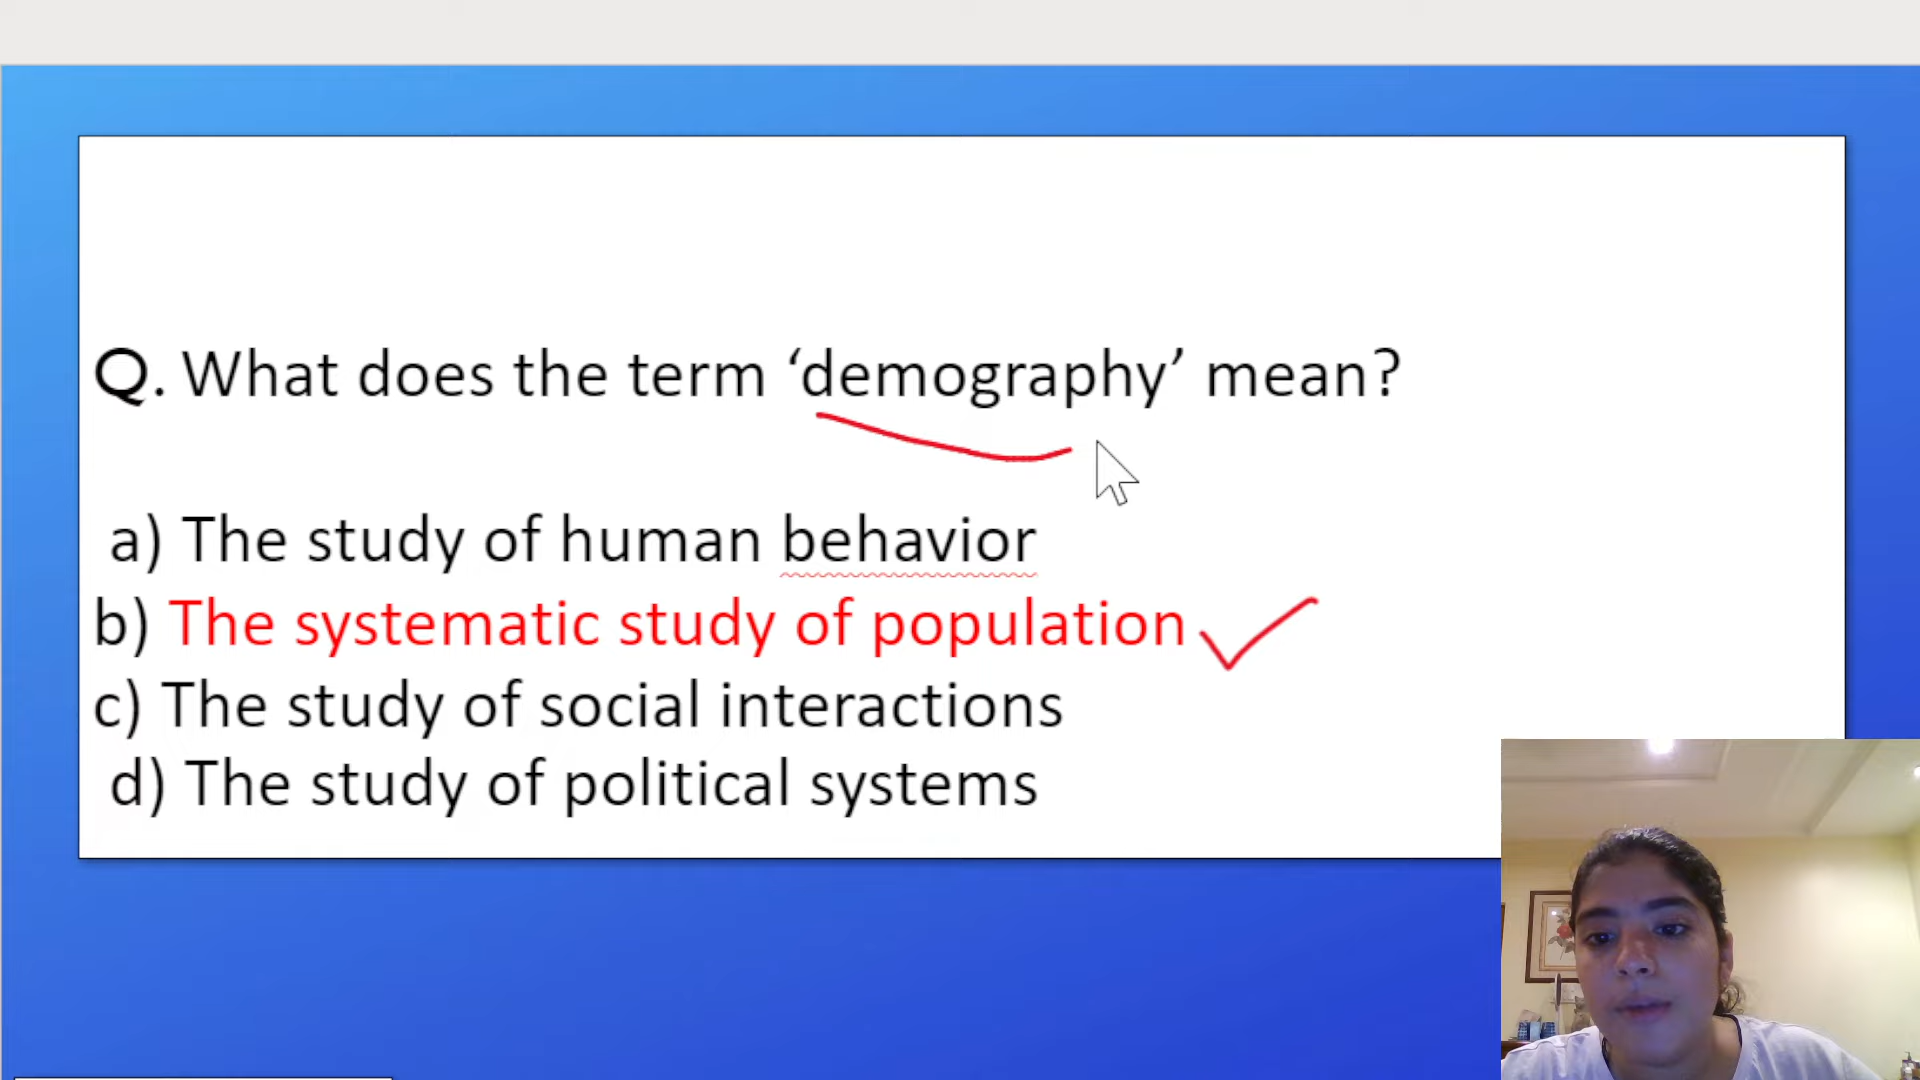 Q. What does the term ‘demography’ mean?
a) The study of human behavior
b) The systematic study of population
c) The study of social interactions
d) The study of political systems